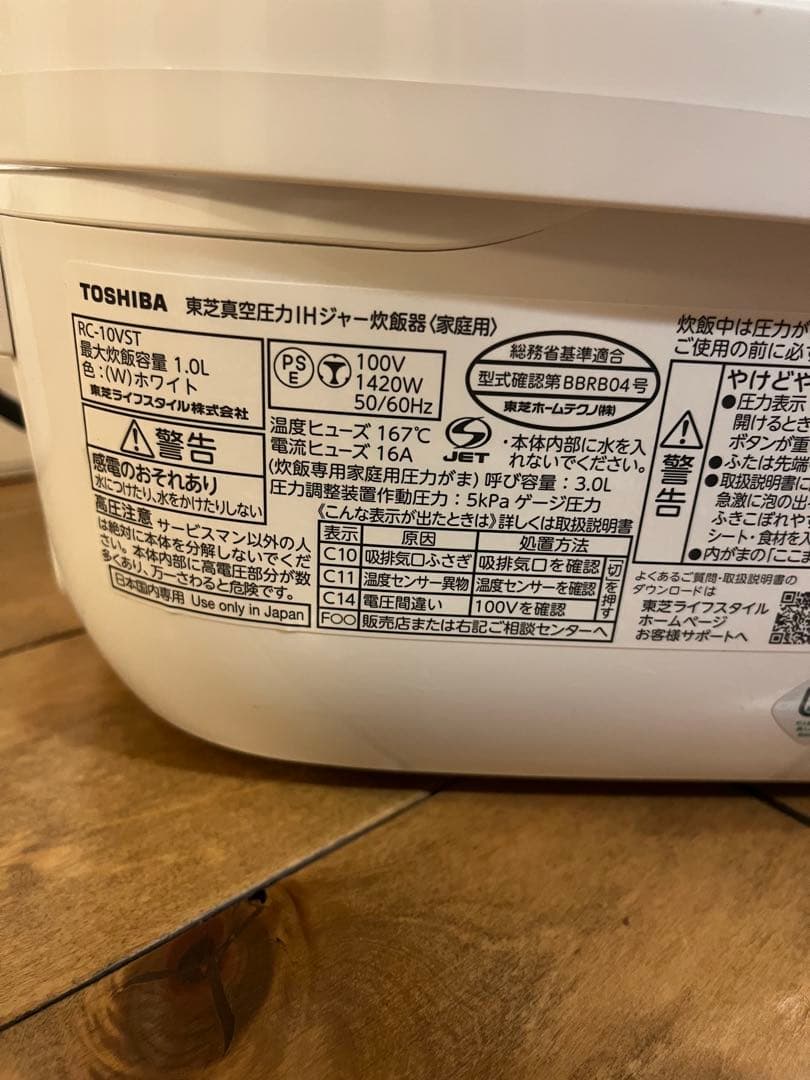 TOSHIBA 東芝真空圧力IHジャー炊飯器〈家庭用〉
RC-10VST
最大炊飯容量 1.0L
色:(W)ホワイト
東芝ライフスタイル株式会社
PS
E
100V
1420W
50/60Hz
総務省基準適合
型式確認第BBRB04号
東芝ホームテクノ(株)
警告
感電のおそれあり
水につけたり、水をかけたりしない
高圧注意 サービスマン以外の人
は絶対に本体を分解しないでくだ
さい。本体内部に高電圧部分が数
多くあり、万一さわると危険です。
日本国内専用 Use only in Japan
温度ヒューズ 167℃
電流ヒューズ 16A
JET
・本体内部に水を入
れないでください。
(炊飯専用家庭用圧力がま) 呼び容量:3.0L
圧力調整装置作動圧力:5kPa ゲージ圧力
《こんな表示が出たときは》詳しくは取扱説明書
表示 原因 処置方法
C10 吸排気口ふさぎ 吸排気口を確認
C11 温度センサー異物 温度センサーを確認
C14 電圧間違い 100Vを確認
切を押す
F○○ 販売店または右記ご相談センターへ
炊飯中は圧力が
ご使用の前に必ず
警告
やけどや
●圧力表示
開けるとき
ボタンが重
●ふたは先端
●取扱説明書に
急激に泡の出
ふきこぼれや
シート・食材を入
●内がまの「ここま
よくあるご質問・取扱説明書の
ダウンロードは
東芝ライフスタイル
ホームページ
お客様サポートへ